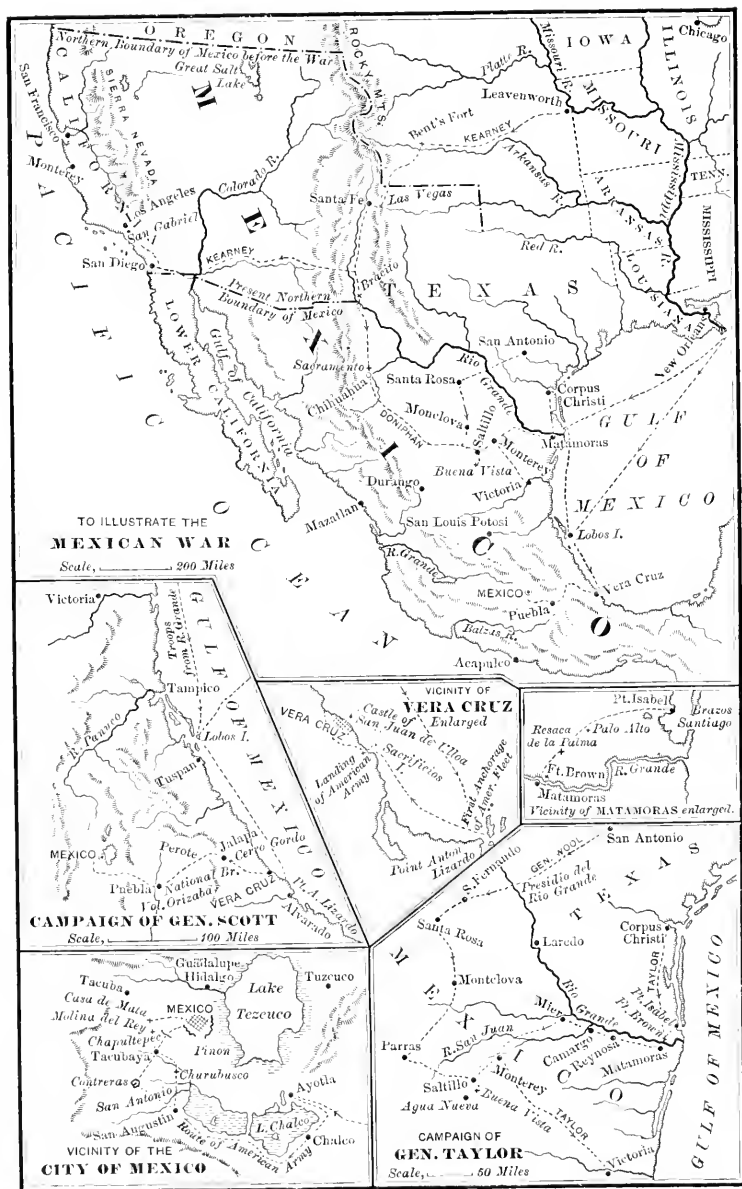 OREGON
Northern Boundary of Mexico before the War
Great Salt
Lake
ROCKY MTS.
Platte R.
Missouri R.
IOWA
ILLINOIS
Chicago
CALIFORNIA
SIERRA NEVADA
San Francisco
Monterey
Los Angeles
San Gabriel
San Diego
Colorado R.
KEARNEY
Bent's Fort
KEARNEY
Leavenworth
MISSOURI
Mississippi
Arkansas R.
TENN.
ARKANSAS
R.
MISSISSIPPI
LOUISIANA
New Orleans
Santa Fe
Las Vegas
Red R.
Bracito
TEXAS
Present Northern
Boundary of Mexico
LOWER CALIFORNIA
Gulf of California
Sacramento
Chihuahua
Santa Rosa
Rio Grande
San Antonio
Corpus
Christi
DONIPHAN
Monclova
Saltillo
Monterey
Matamoras
Buena Vista
Durango
Victoria
Mazatlan
San Louis Potosi
Lobos I.
R. Grande
MEXICO
Puebla
Vera Cruz
Balzas R.
Acapulco
MEXICO
GULF OF MEXICO
PACIFIC OCEAN
TO ILLUSTRATE THE
MEXICAN WAR
Scale, 200 Miles
Victoria
Troops
from R. Grande
GULF OF MEXICO
Tampico
R. Panuco
Lobos I.
Tuspan
MEXICO
Perote
Jalapa
Cerro Gordo
Puebla
National Br.
Vol. Orizaba
VERA CRUZ
Pt. A. Lizardo
Alvarado
CAMPAIGN OF GEN. SCOTT
Scale, 100 Miles
VICINITY OF
VERA CRUZ
Enlarged
VERA CRUZ
Castle of
San Juan de Ulloa
Sacrificios
I.
Landing
of American
Army
First Anchorage
of Amer. Fleet
Point Anton
Lizardo
Pt. Isabel
Brazos
Santiago
Resaca
de la Palma
Palo Alto
Ft. Brown
R. Grande
Matamoras
Vicinity of MATAMORAS enlarged.
Guadalupe
Hidalgo
Tacuba
Casa de Mata
Molina del Rey
MEXICO
Lake
Tezcuco
Tuzcuco
Chapultepec
Tacubaya
Pinon
Contreras
Churubusco
San Antonio
Ayotla
San Augustin
L. Chalco
Chalco
Route of American Army
VICINITY OF THE
CITY OF MEXICO
San Antonio
GEN. WOOL
S. Fernando
Presidio del
Rio Grande
TEXAS
Santa Rosa
Laredo
Corpus
Christi
TAYLOR
Montclova
MEXICO
Rio Grande
Mier
Pt. Isabel
Ft. Brown
R. San Juan
Camargo
Reynosa
Matamoras
Parras
Saltillo
Monterey
Agua Nueva
Buena Vista
TAYLOR
Victoria
GULF OF MEXICO
CAMPAIGN OF
GEN. TAYLOR
Scale, 50 Miles